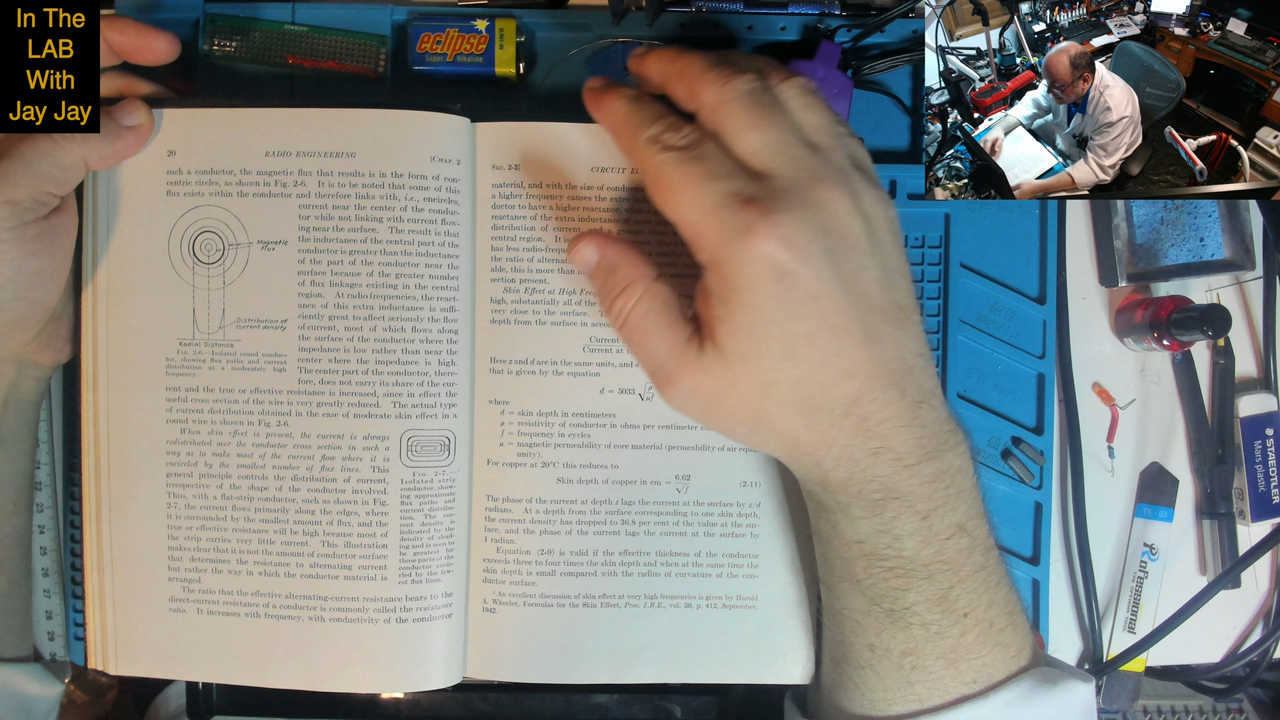 In The
LAB
With
Jay Jay
eclipse
20
RADIO ENGINEERING
[CHAP. 2
such a conductor, the magnetic flux that results is in the form of con-
centric circles, as shown in Fig. 2-6. It is to be noted that some of this
flux exists within the conductor and therefore links with, i.e., encircles,
current near the center of the conduc-
tor while not linking with current flow-
ing near the surface. The result is that
the inductance of the central part of the
conductor is greater than the inductance
of the part of the conductor near the
surface because of the greater number
of flux linkages existing in the central
region. At radio frequencies, the react-
ance of this extra inductance is suffi-
ciently great to affect seriously the flow
of current, most of which flows along
the surface of the conductor where the
impedance is low rather than near the
center where the impedance is high.
The center part of the conductor, there-
fore, does not carry its share of the cur-
Magnetic
flux
Distribution of
current density
Radial Distance
FIG. 2-6.—Isolated round conduc-
tor, showing flux paths and current
distribution at a moderately high
frequency.
rent and the true or effective resistance is increased, since in effect the
useful cross section of the wire is very greatly reduced. The actual type
of current distribution obtained in the case of moderate skin effect in a
round wire is shown in Fig. 2-6.
When skin effect is present, the current is always
redistributed over the conductor cross section in such a
way as to make most of the current flow where it is
encircled by the smallest number of flux lines. This
general principle controls the distribution of current,
irrespective of the shape of the conductor involved.
Thus, with a flat-strip conductor, such as shown in Fig.
2-7, the current flows primarily along the edges, where
it is surrounded by the smallest amount of flux, and the
true or effective resistance will be high because most of
the strip carries very little current. This illustration
makes clear that it is not the amount of conductor surface
that determines the resistance to alternating current
but rather the way in which the conductor material is
arranged.
FIG. 2-7.—
Isolated strip
conductor, show-
ing approximate
flux paths and
current distribu-
tion. The cur-
rent density is
indicated by the
density of shad-
ing and is seen to
be greatest for
those parts of the
conductor encir-
cled by the few-
est flux lines.
The ratio that the effective alternating-current resistance bears to the
direct-current resistance of a conductor is commonly called the resistance
ratio. It increases with frequency, with conductivity of the conductor
SEC. 2-3]
CIRCUIT
material, and with the size of
a higher frequency causes the extra
ductor to have a higher reactance,
reactance of the extra inductance
distribution of current, and a greater
central region. It
has less
the ratio of
able, this is more than
section present.
Skin Effect at High
high, substantially all of the
very close to the surface.
depth from the surface in
Current
Current at
Here z and d are in the same units, and d
that is given by the equation
d = 5033 √ρ/μf
where
d = skin depth in centimeters
ρ = resistivity of conductor in ohms per centimeter
f = frequency in cycles
μ = magnetic permeability of core material (permeability of air
unity).
For copper at 20°C this reduces to
Skin depth of copper in cm = 6.62/√f (2-11)
The phase of the current at depth z lags the current at the surface by z/d
radians. At a depth from the surface corresponding to one skin depth,
the current density has dropped to 36.8 per cent of the value at the sur-
face, and the phase of the current lags the current at the surface by
1 radian.
Equation (2-9) is valid if the effective thickness of the conductor
exceeds three to four times the skin depth and when at the same time the
skin depth is small compared with the radius of curvature of the con-
ductor surface.
¹ An excellent discussion of skin effect at very high frequencies is given by Harold
A. Wheeler, Formulas for the Skin Effect, Proc. I.R.E., vol. 30, p. 412, September,
1942.
STAEDTLER
Mars plastic
TE-03
Professional